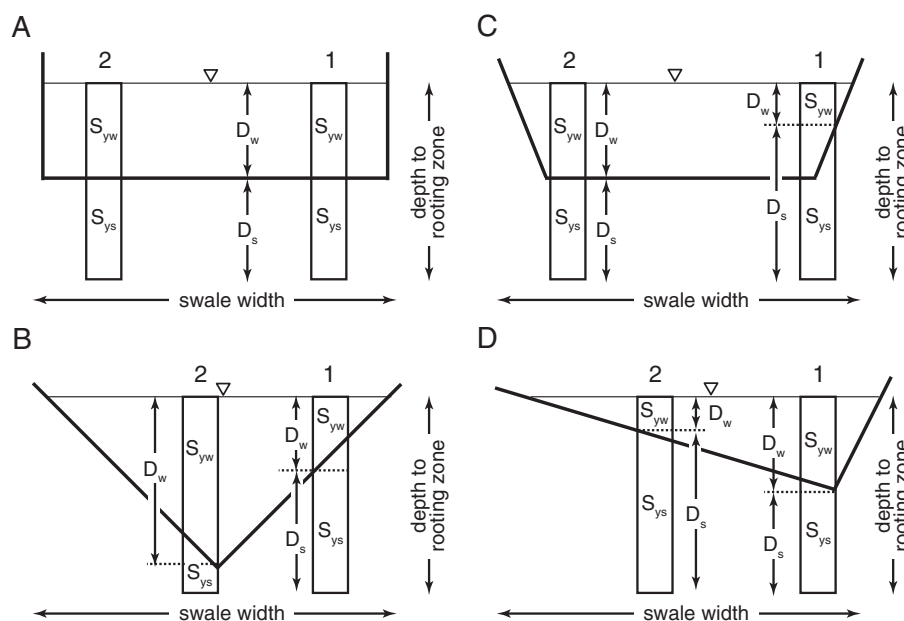 A
2
1
S_yw
D_w
S_yw
S_ys
D_s
S_ys
depth to
rooting zone
swale width
C
2
1
S_yw
D_w
D_w
S_yw
S_ys
D_s
D_s
S_ys
depth to
rooting zone
swale width
B
2
1
D_w
S_yw
D_w
S_yw
S_ys
D_s
S_ys
depth to
rooting zone
swale width
D
2
1
S_yw
D_w
D_w
S_yw
S_ys
D_s
D_s
S_ys
depth to
rooting zone
swale width